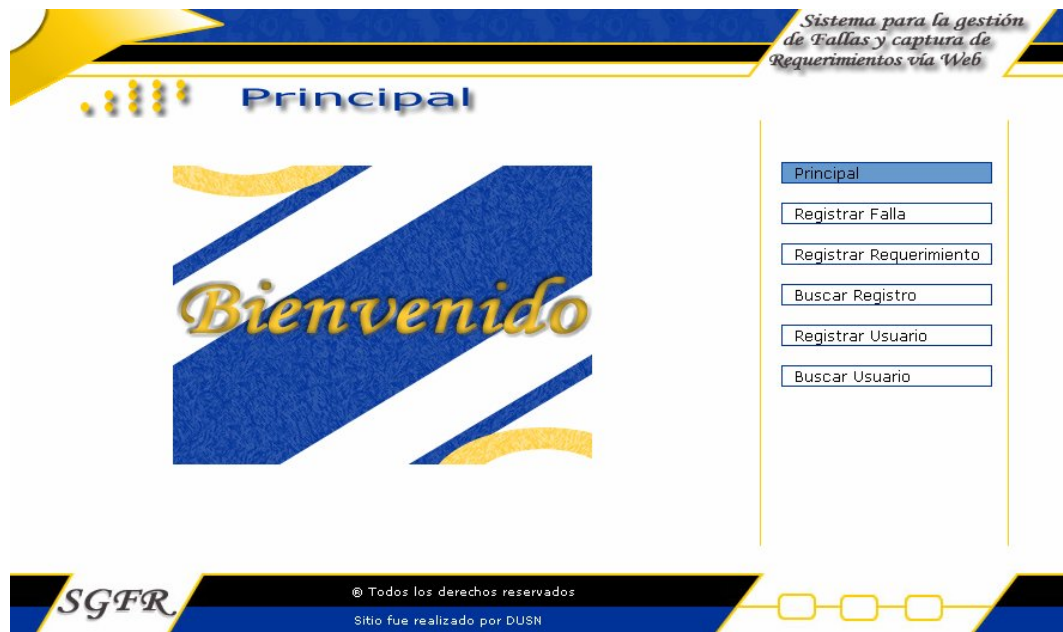 Sistema para la gestión
de Fallas y captura de
Requerimientos vía Web
Principal
Bienvenido
Principal
Registrar Falla
Registrar Requerimiento
Buscar Registro
Registrar Usuario
Buscar Usuario
SGFR
® Todos los derechos reservados
Sitio fue realizado por DUSN